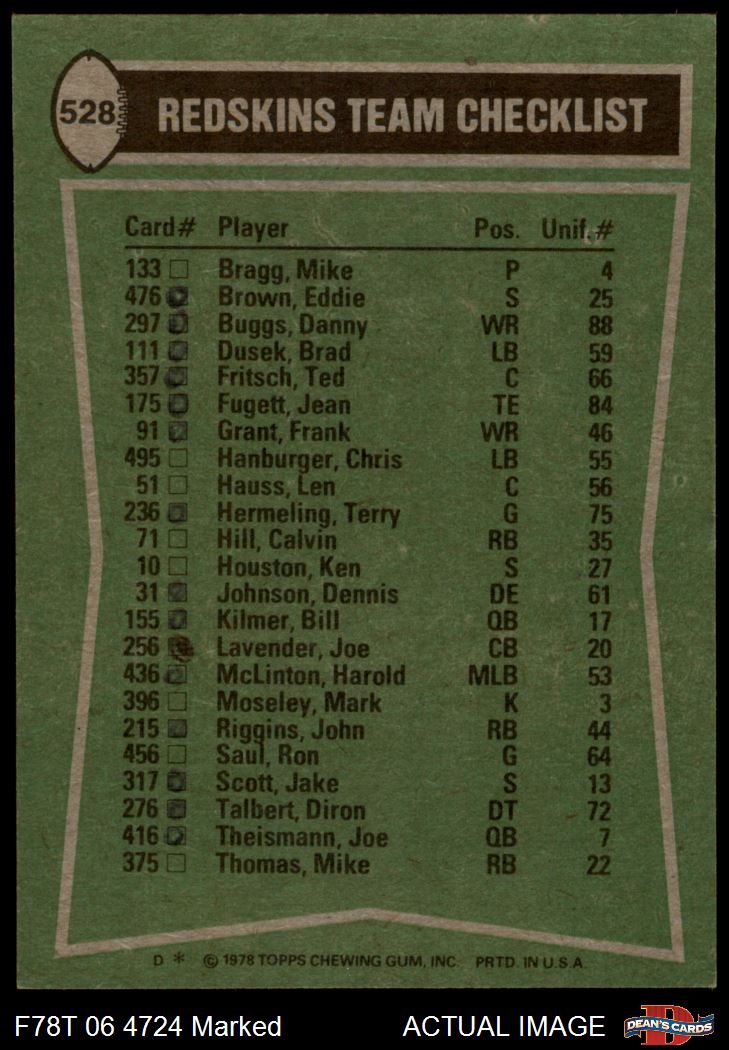 528 REDSKINS TEAM CHECKLIST
Card# Player Pos. Unif.#
133 Bragg, Mike P 4
476 Brown, Eddie S 25
297 Buggs, Danny WR 88
111 Dusek, Brad LB 59
357 Fritsch, Ted C 66
175 Fugett, Jean TE 84
91 Grant, Frank WR 46
495 Hanburger, Chris LB 55
51 Hauss, Len C 56
236 Hermeling, Terry G 75
71 Hill, Calvin RB 35
10 Houston, Ken S 27
31 Johnson, Dennis DE 61
155 Kilmer, Bill QB 17
256 Lavender, Joe CB 20
436 McLinton, Harold MLB 53
396 Moseley, Mark K 3
215 Riggins, John RB 44
456 Saul, Ron G 64
317 Scott, Jake S 13
276 Talbert, Diron DT 72
416 Theismann, Joe QB 7
375 Thomas, Mike RB 22
D * © 1978 TOPPS CHEWING GUM, INC. PRTD. IN U.S.A.
F78T 06 4724 Marked ACTUAL IMAGE D DEAN'S CARDS